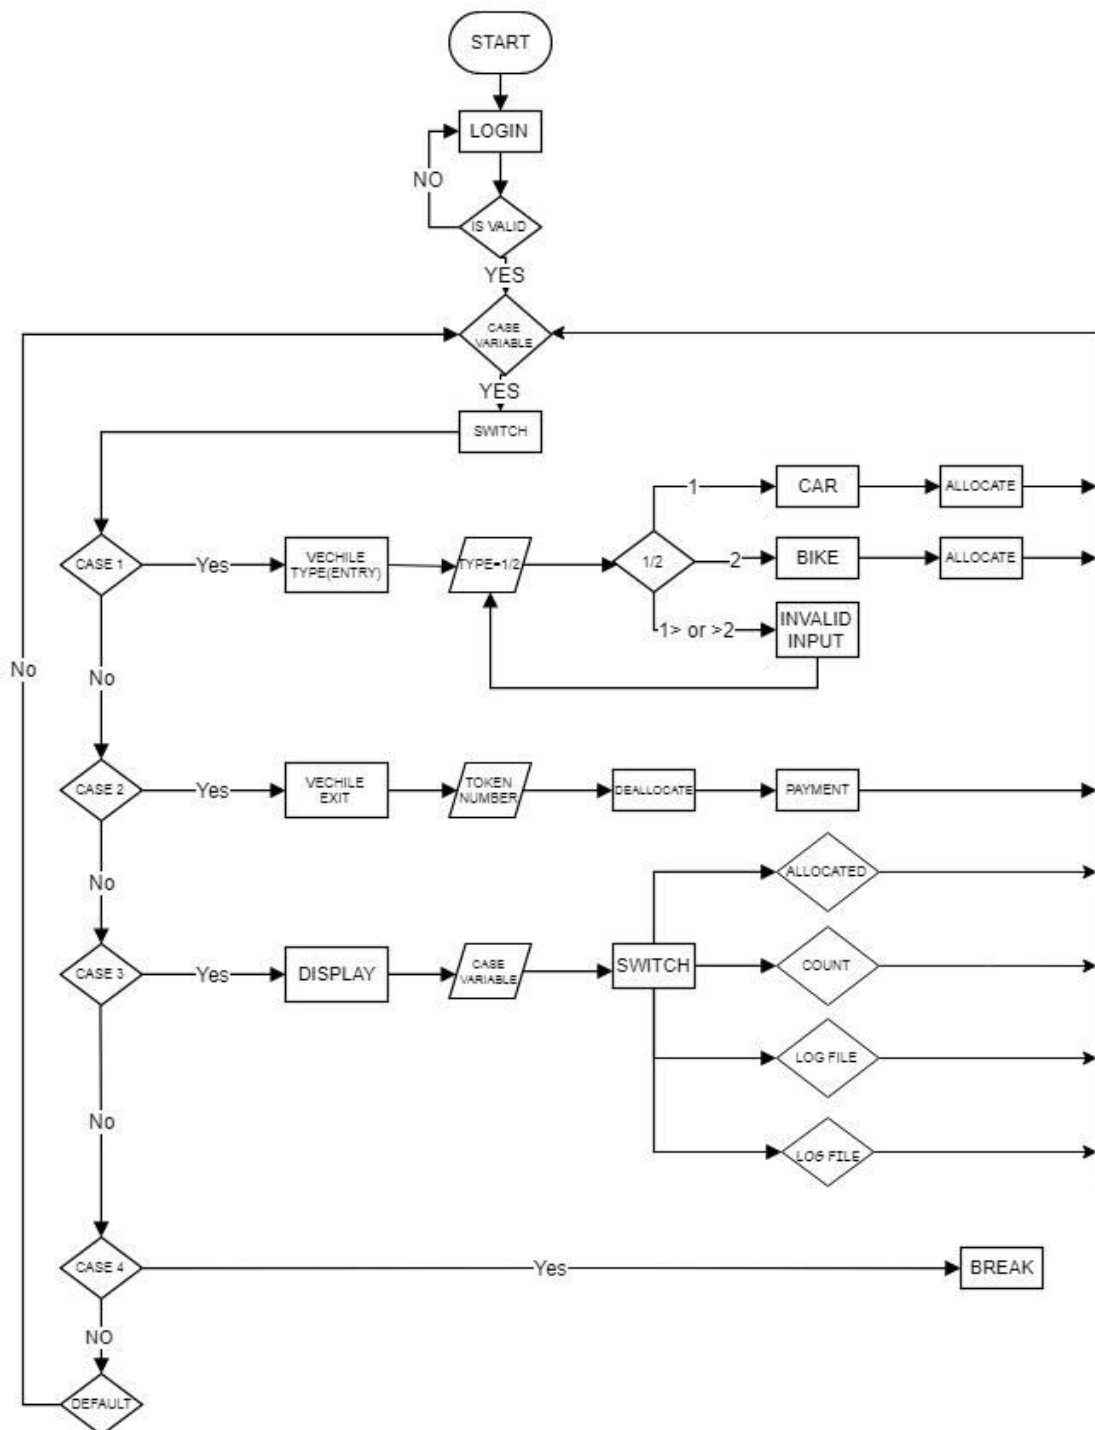 START
LOGIN
NO
IS VALID
YES
CASE
VARIABLE
YES
SWITCH
1
CAR
ALLOCATE
CASE 1
Yes
VECHILE
TYPE(ENTRY)
TYPE=1/2
1/2
2
BIKE
ALLOCATE
1> or >2
INVALID
INPUT
No
No
CASE 2
Yes
VECHILE
EXIT
TOKEN
NUMBER
DEALLOCATE
PAYMENT
No
ALLOCATED
CASE 3
Yes
DISPLAY
CASE
VARIABLE
SWITCH
COUNT
LOG FILE
No
LOG FILE
CASE 4
Yes
BREAK
NO
DEFAULT